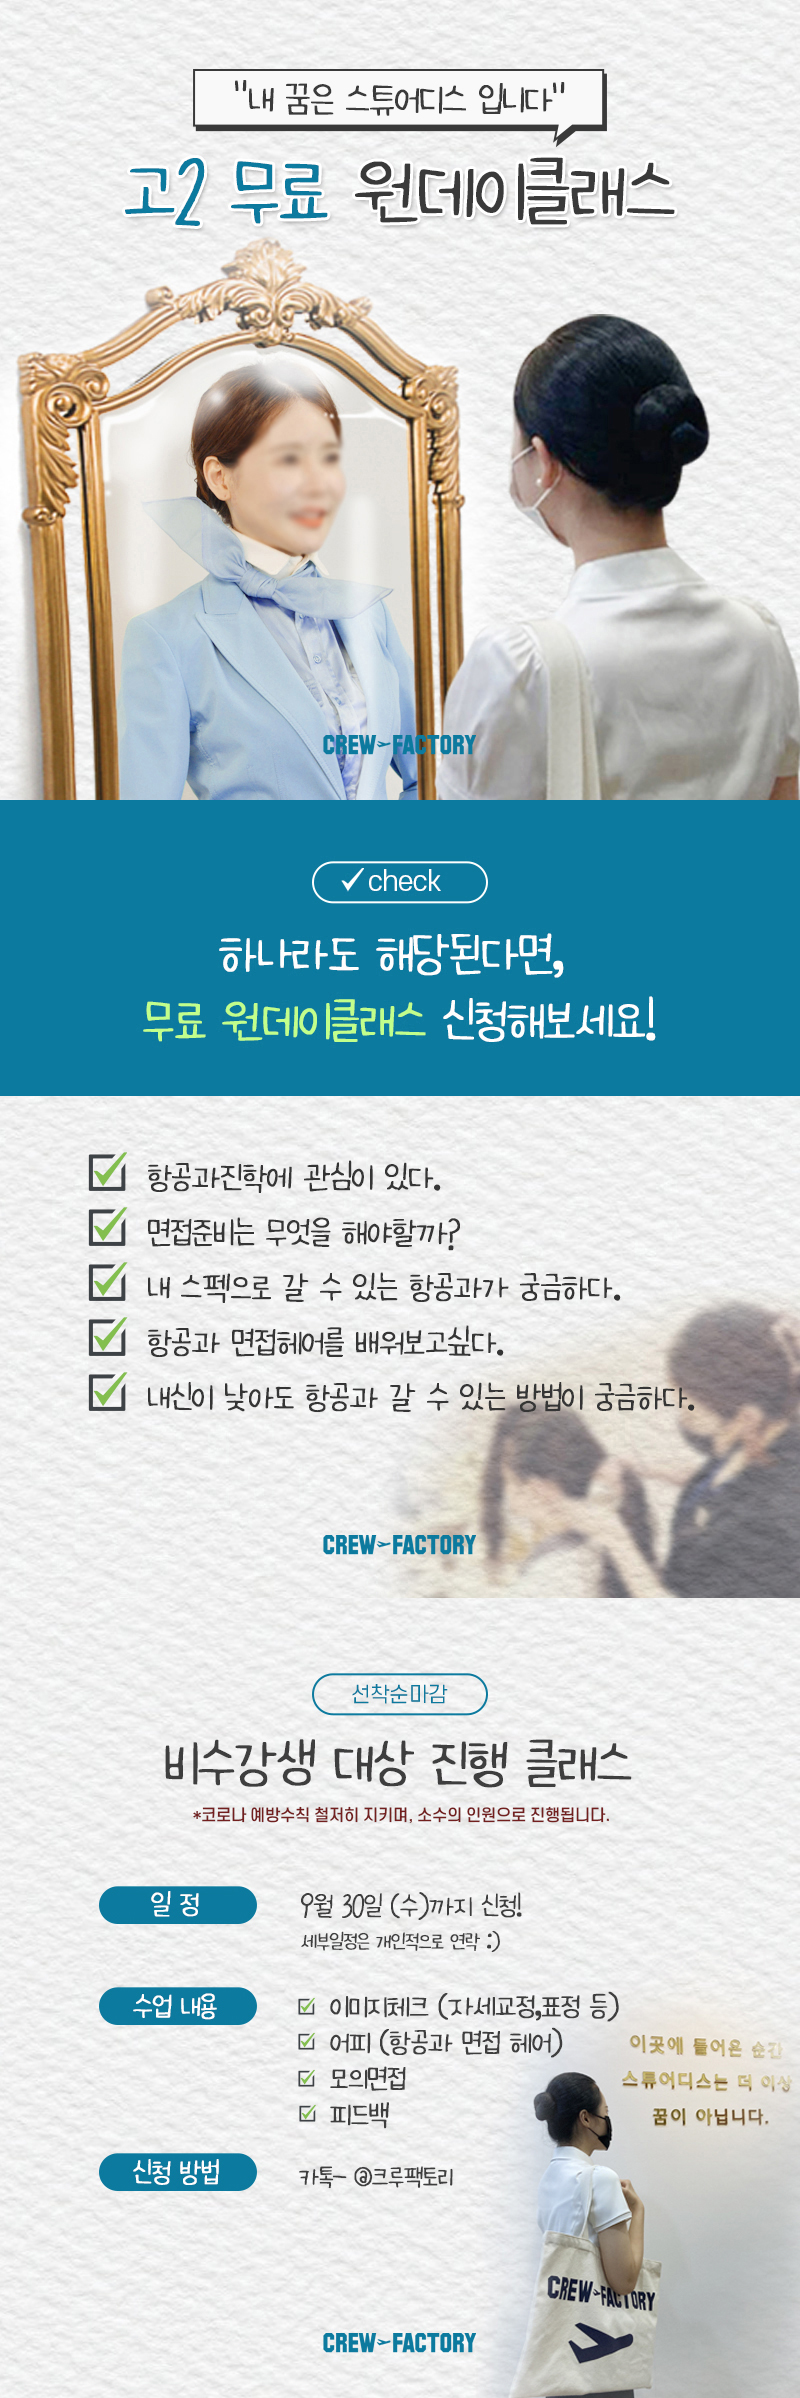 "내 꿈은 스튜어디스 입니다"
고2 무료 원데이클래스
CREW FACTORY
check
하나라도 해당된다면,
무료 원데이클래스 신청해보세요!
항공과진학에 관심이 있다.
면접준비는 무엇을 해야할까?
내 스펙으로 갈 수 있는 항공과가 궁금하다.
항공과 면접헤어를 배워보고싶다.
내신이 낮아도 항공과 갈 수 있는 방법이 궁금하다.
CREW FACTORY
선착순마감
비수강생 대상 진행 클래스
*코로나 예방수칙 철저히 지키며, 소수의 인원으로 진행됩니다.
일 정
9월 30일 (수)까지 신청!
세부일정은 개인적으로 연락 :)
수업 내용
이미지체크 (자세교정,표정 등)
어피 (항공과 면접 헤어)
모의면접
피드백
이곳에 들어온 순간
스튜어디스는 더 이상
꿈이 아닙니다.
신청 방법
카톡- @크루팩토리
CREW FACTORY
CREW FACTORY